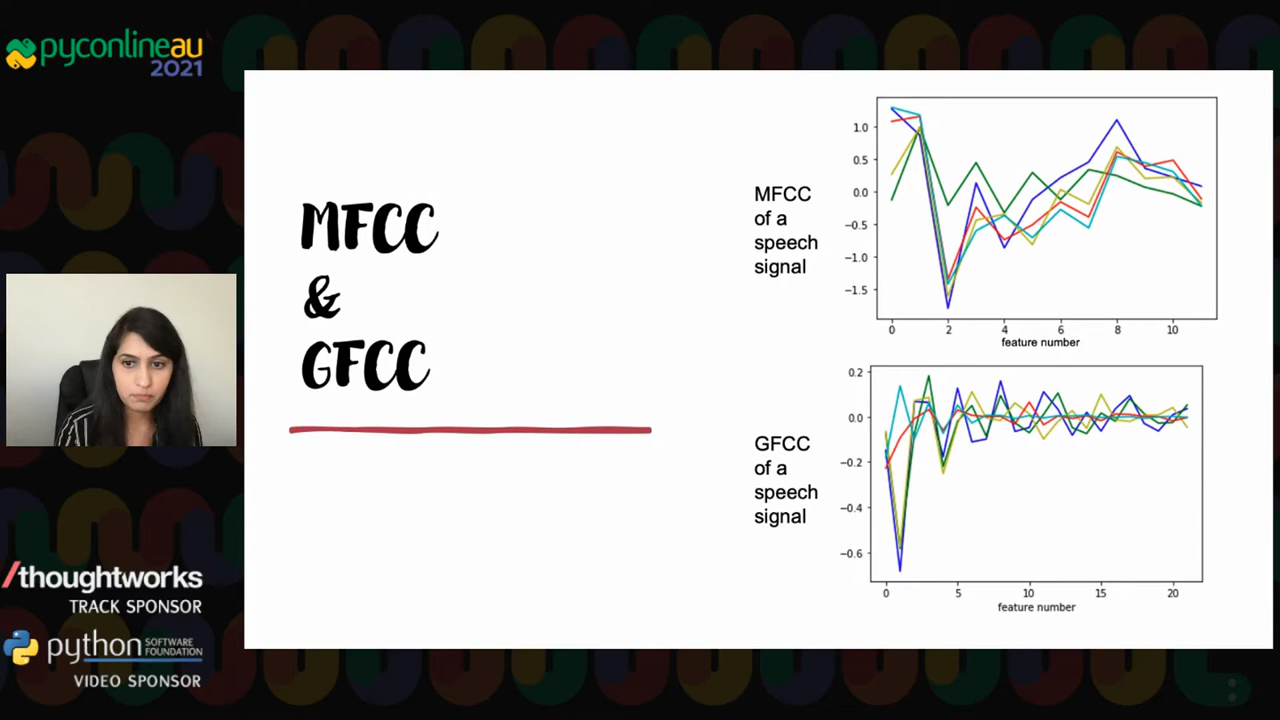 pyconlineau
2021
MFCC
&
GFCC
MFCC
of a
speech
signal
1.0
0.5
0.0
−0.5
−1.0
−1.5
0 2 4 6 8 10
feature number
GFCC
of a
speech
signal
0.2
0.0
−0.2
−0.4
−0.6
0 5 10 15 20
feature number
/thoughtworks
TRACK SPONSOR
python SOFTWARE
FOUNDATION
VIDEO SPONSOR